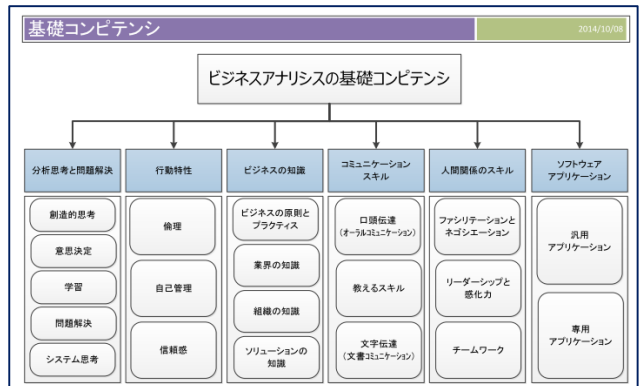 基礎コンピテンシ
2014/10/08
ビジネスアナリシスの基礎コンピテンシ
分析思考と問題解決
行動特性
ビジネスの知識
コミュニケーション
スキル
人間関係のスキル
ソフトウェア
アプリケーション
創造的思考
意思決定
学習
問題解決
システム思考
倫理
自己管理
信頼感
ビジネスの原則と
プラクティス
業界の知識
組織の知識
ソリューションの
知識
口頭伝達
(オーラルコミュニケーション)
教えるスキル
文字伝達
(文書コミュニケーション)
ファシリテーションと
ネゴシエーション
リーダーシップと
感化力
チームワーク
汎用
アプリケーション
専用
アプリケーション